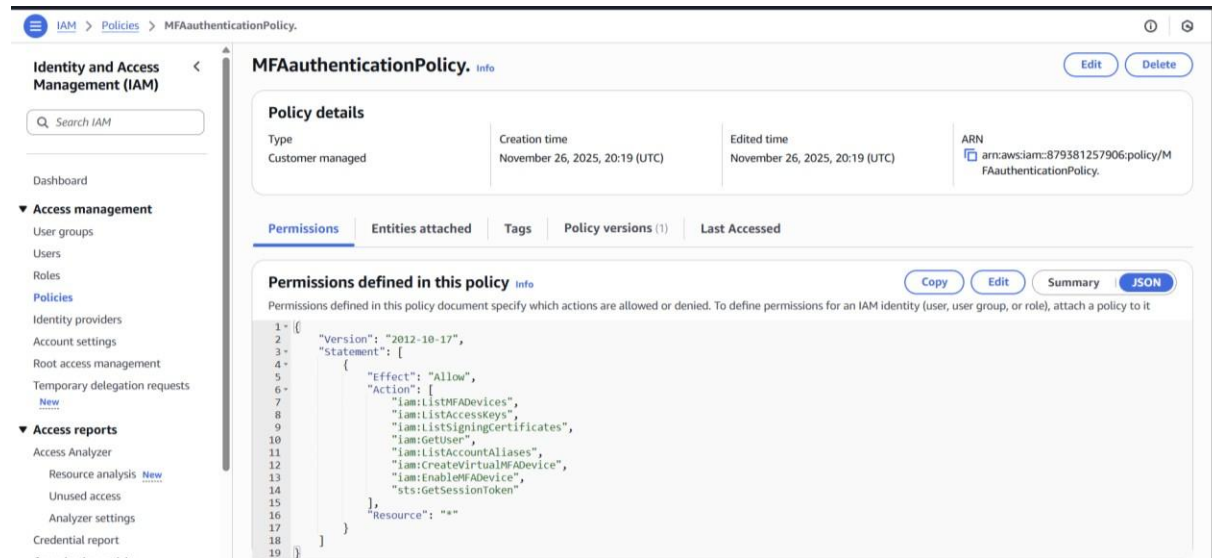 IAM > Policies > MFAauthenticationPolicy.
Identity and Access Management (IAM)
Search IAM
Dashboard
Access management
User groups
Users
Roles
Policies
Identity providers
Account settings
Root access management
Temporary delegation requests
New
Access reports
Access Analyzer
Resource analysis New
Unused access
Analyzer settings
Credential report
MFAauthenticationPolicy. Info
Edit
Delete
Policy details
Type
Customer managed
Creation time
November 26, 2025, 20:19 (UTC)
Edited time
November 26, 2025, 20:19 (UTC)
ARN
arn:aws:iam::879381257906:policy/M
FAauthenticationPolicy.
Permissions Entities attached Tags Policy versions (1) Last Accessed
Permissions defined in this policy Info
Copy Edit Summary JSON
Permissions defined in this policy document specify which actions are allowed or denied. To define permissions for an IAM identity (user, user group, or role), attach a policy to it
1 {
2 "Version": "2012-10-17",
3 "Statement": [
4 {
5 "Effect": "Allow",
6 "Action": [
7 "iam:ListMFADevices",
8 "iam:ListAccessKeys",
9 "iam:ListSigningCertificates",
10 "iam:GetUser",
11 "iam:ListAccountAliases",
12 "iam:CreateVirtualMFADevice",
13 "iam:EnableMFADevice",
14 "sts:GetSessionToken"
15 ],
16 "Resource": "*"
17 }
18 ]
19 }